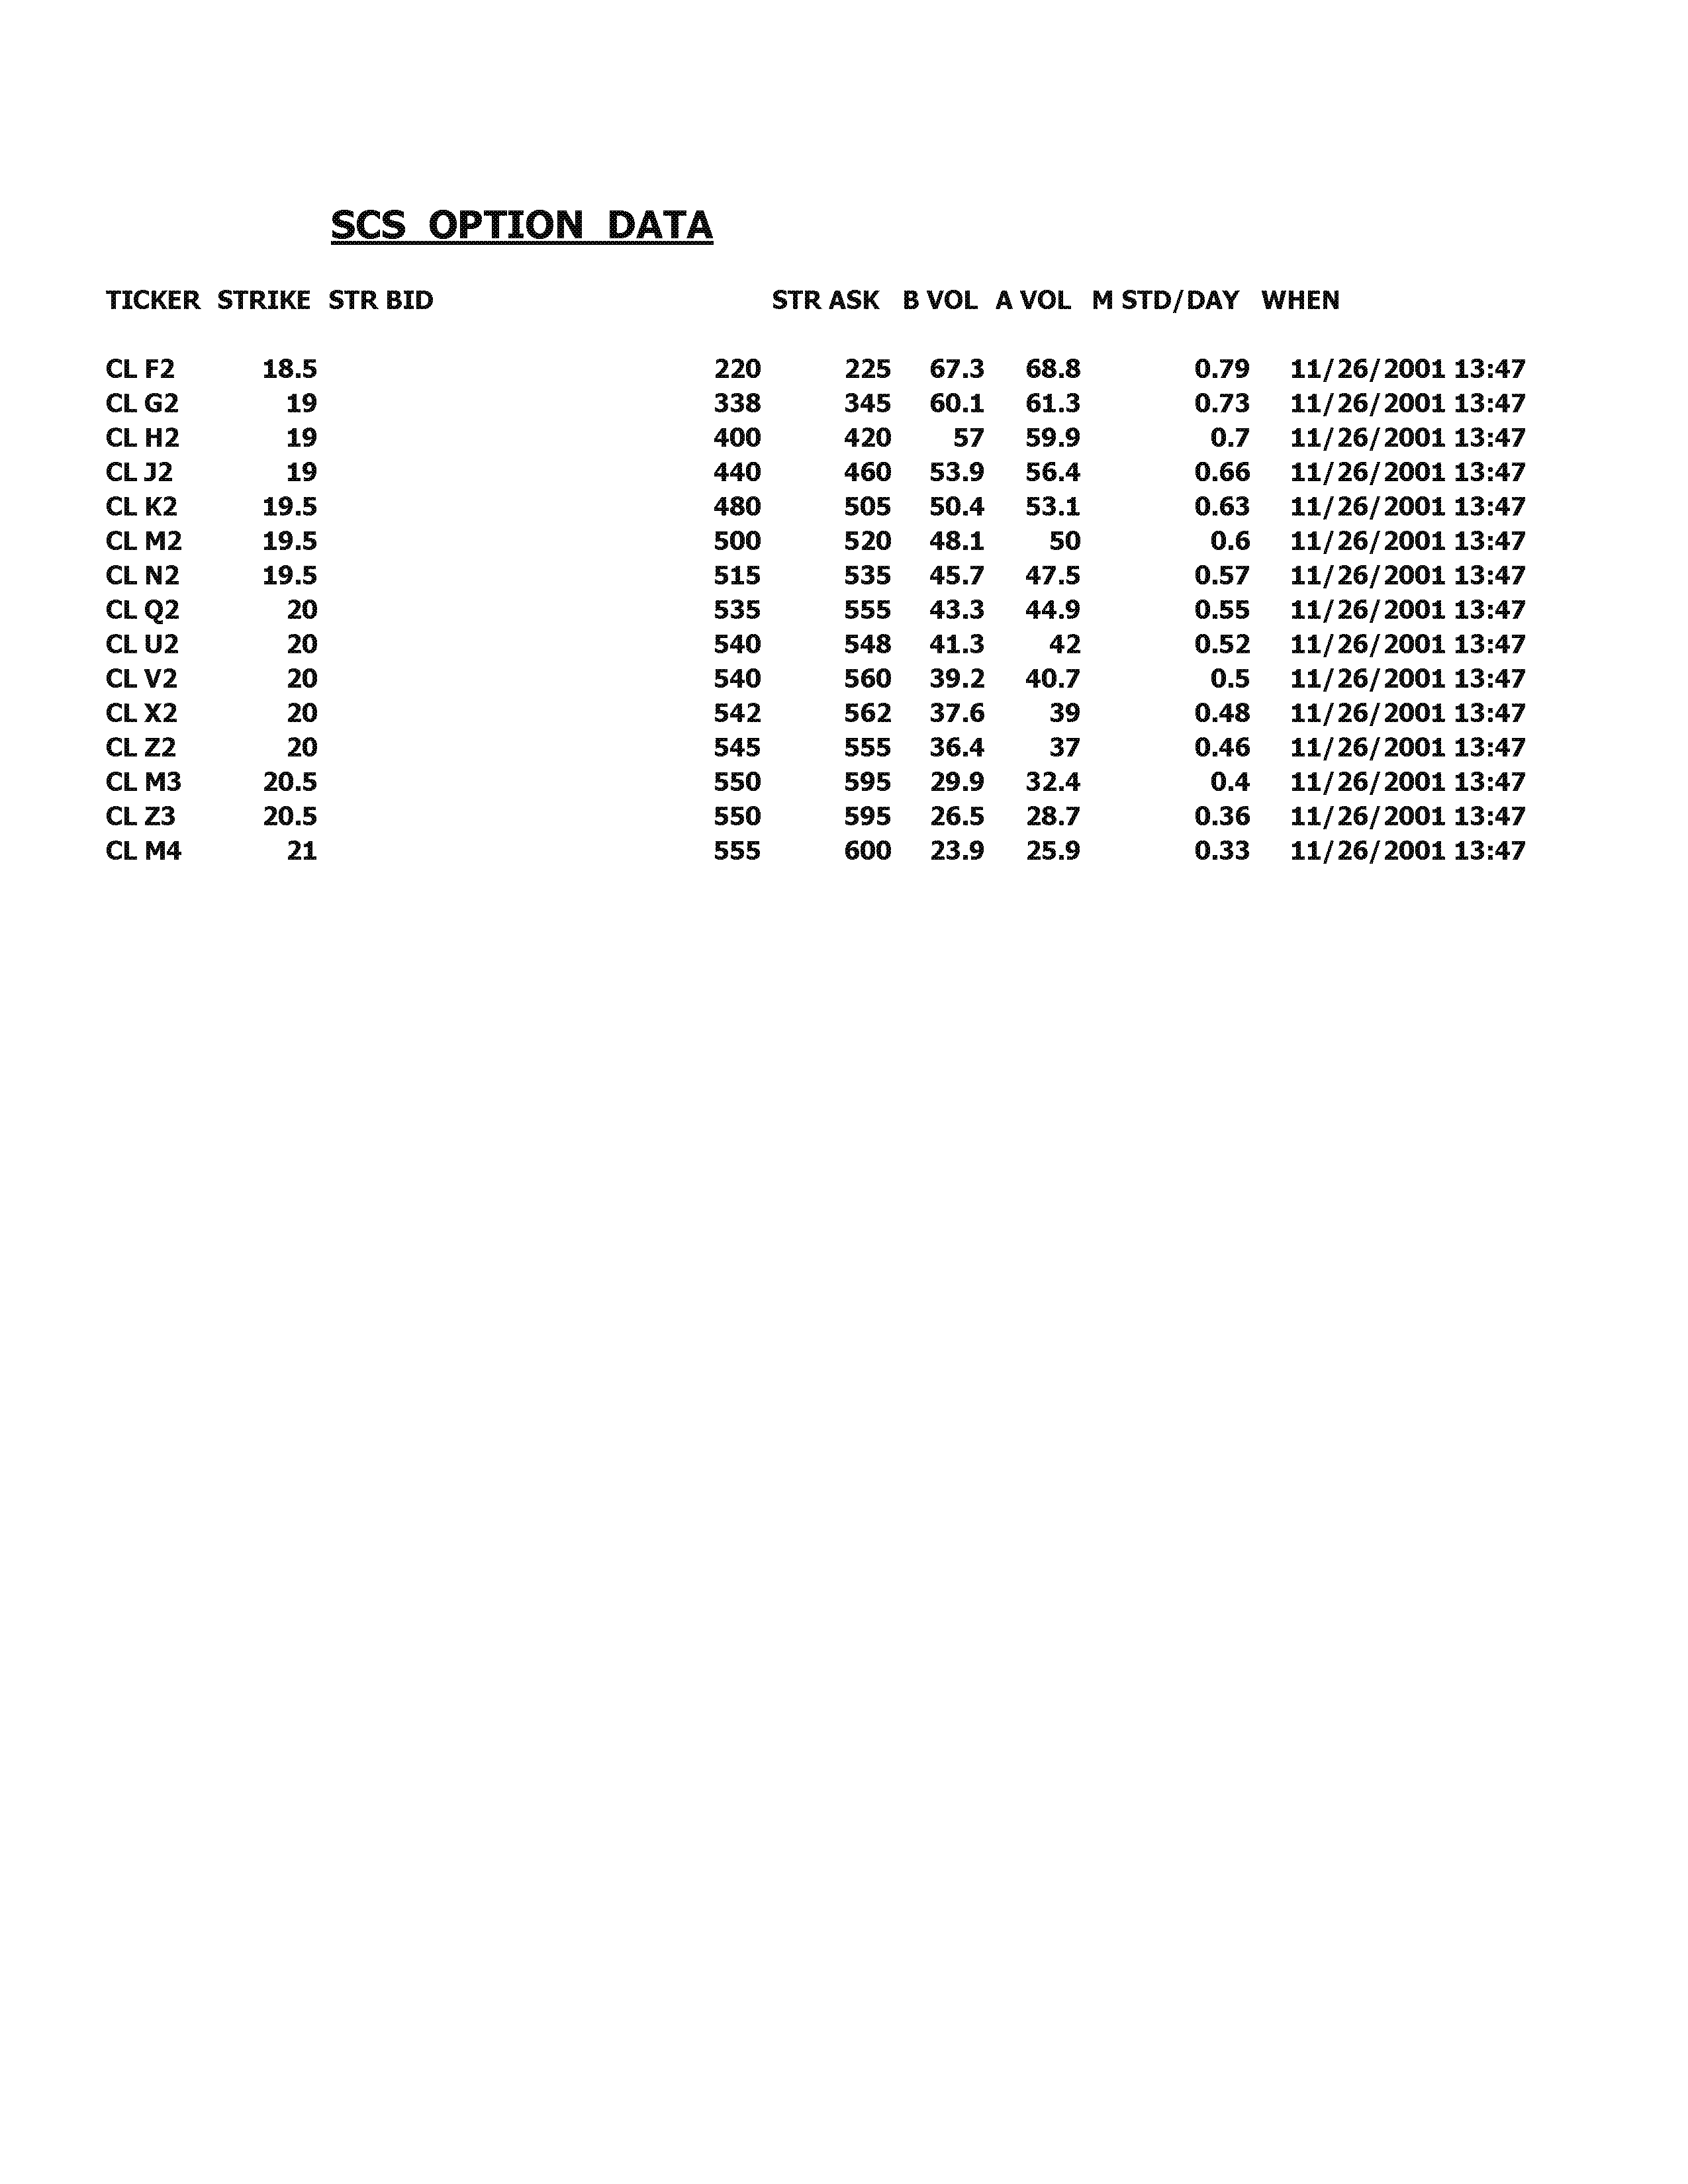 SCS OPTION DATA
TICKER STRIKE STR BID STR ASK B VOL A VOL M STD/DAY WHEN
CL F2 18.5 220 225 67.3 68.8 0.79 11/26/2001 13:47
CL G2 19 338 345 60.1 61.3 0.73 11/26/2001 13:47
CL H2 19 400 420 57 59.9 0.7 11/26/2001 13:47
CL J2 19 440 460 53.9 56.4 0.66 11/26/2001 13:47
CL K2 19.5 480 505 50.4 53.1 0.63 11/26/2001 13:47
CL M2 19.5 500 520 48.1 50 0.6 11/26/2001 13:47
CL N2 19.5 515 535 45.7 47.5 0.57 11/26/2001 13:47
CL Q2 20 535 555 43.3 44.9 0.55 11/26/2001 13:47
CL U2 20 540 548 41.3 42 0.52 11/26/2001 13:47
CL V2 20 540 560 39.2 40.7 0.5 11/26/2001 13:47
CL X2 20 542 562 37.6 39 0.48 11/26/2001 13:47
CL Z2 20 545 555 36.4 37 0.46 11/26/2001 13:47
CL M3 20.5 550 595 29.9 32.4 0.4 11/26/2001 13:47
CL Z3 20.5 550 595 26.5 28.7 0.36 11/26/2001 13:47
CL M4 21 555 600 23.9 25.9 0.33 11/26/2001 13:47